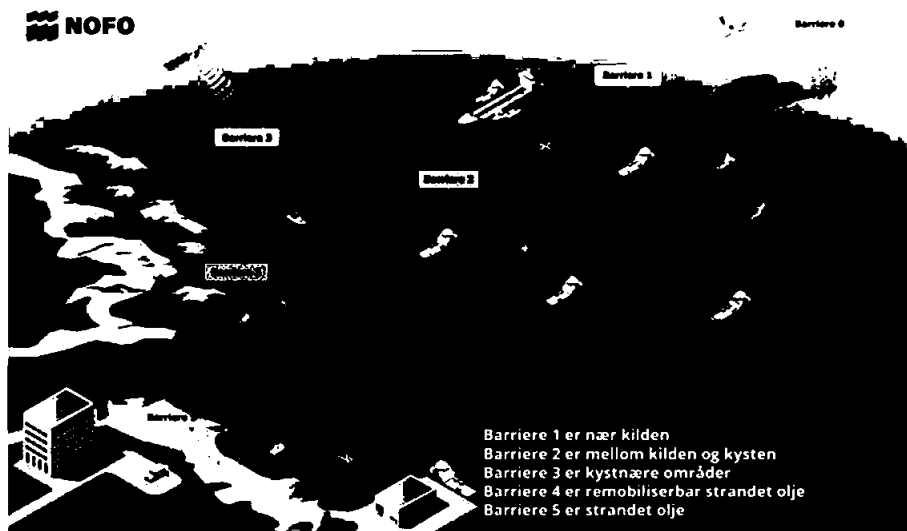 NOFO
Barriere 0
Barriere 1
Barriere 3
Barriere 2
Barriere
Barriere 1 er nær kilden
Barriere 2 er mellom kilden og kysten
Barriere 3 er kystnære områder
Barriere 4 er remobiliserbar strandet olje
Barriere 5 er strandet olje